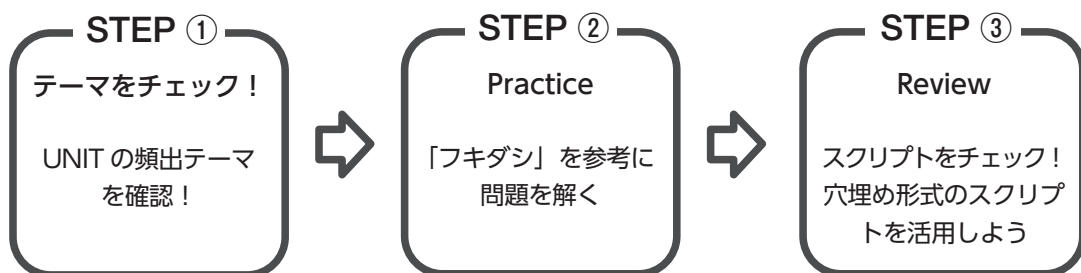 STEP ①
テーマをチェック！
UNIT の頻出テーマ
を確認！
STEP ②
Practice
「フキダシ」を参考に
問題を解く
STEP ③
Review
スクリプトをチェック！
穴埋め形式のスクリプ
トを活用しよう